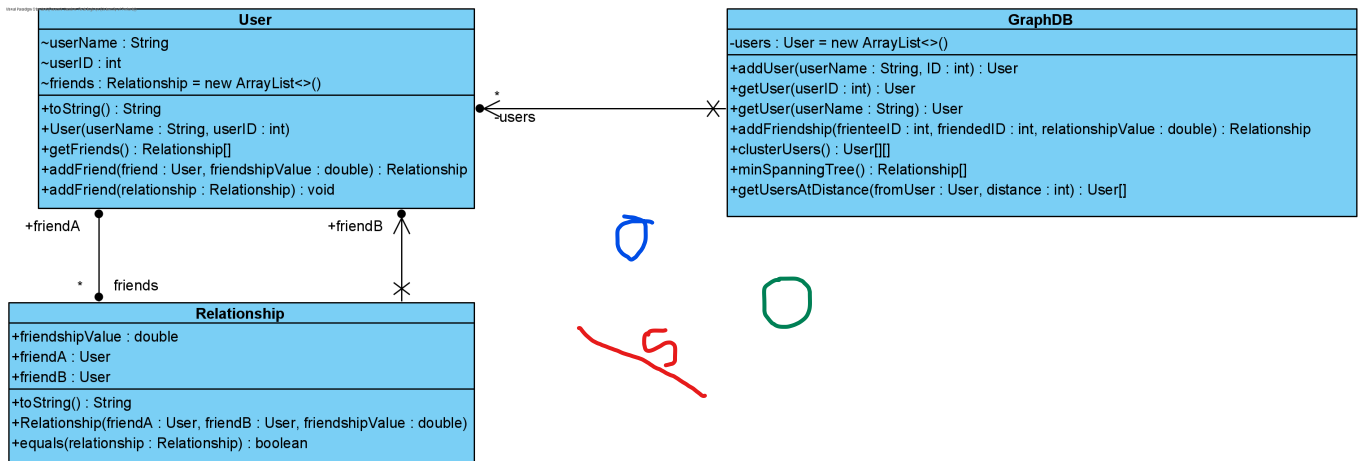 User
~userName : String
~userID : int
~friends : Relationship = new ArrayList<>()
+toString() : String
+User(userName : String, userID : int)
+getFriends() : Relationship[]
+addFriend(friend : User, friendshipValue : double) : Relationship
+addFriend(relationship : Relationship) : void
*
-users
GraphDB
-users : User = new ArrayList<>()
+addUser(userName : String, ID : int) : User
+getUser(userID : int) : User
+getUser(userName : String) : User
+addFriendship(frienteeID : int, friendedID : int, relationshipValue : double) : Relationship
+clusterUsers() : User[][]
+minSpanningTree() : Relationship[]
+getUsersAtDistance(fromUser : User, distance : int) : User[]
+friendA
+friendB
*
friends
5
Relationship
+friendshipValue : double
+friendA : User
+friendB : User
+toString() : String
+Relationship(friendA : User, friendB : User, friendshipValue : double)
+equals(relationship : Relationship) : boolean